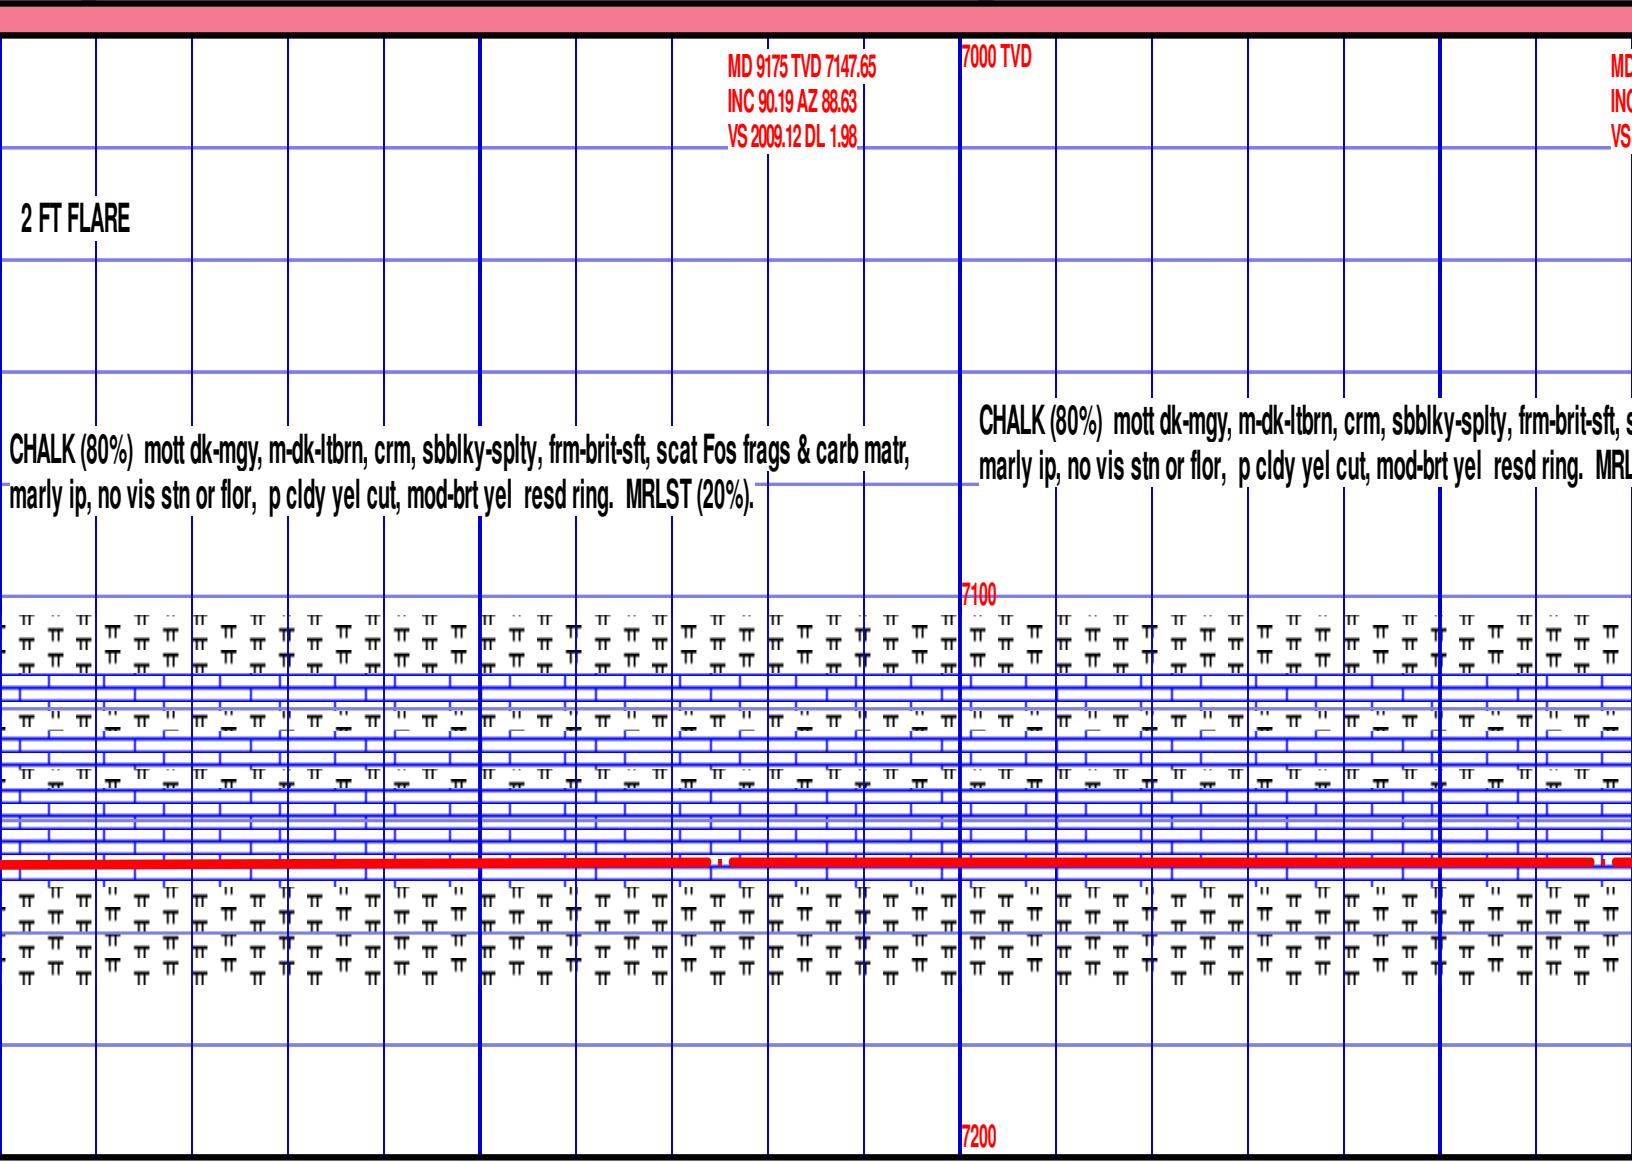 MD 9175 TVD 7147.65
INC 90.19 AZ 88.63
VS 2009.12 DL 1.98
7000 TVD
MD
INC
VS
2 FT FLARE
CHALK (80%)  mott dk-mgy, m-dk-ltbrn, crm, sbblky-splty, frm-brit-sft, scat Fos frags & carb matr,
marly ip, no vis stn or flor,  p cldy yel cut, mod-brt yel  resd ring.  MRLST (20%).
CHALK (80%)  mott dk-mgy, m-dk-ltbrn, crm, sbblky-splty, frm-brit-sft, s
marly ip, no vis stn or flor,  p cldy yel cut, mod-brt yel  resd ring.  MRL
7100
7200